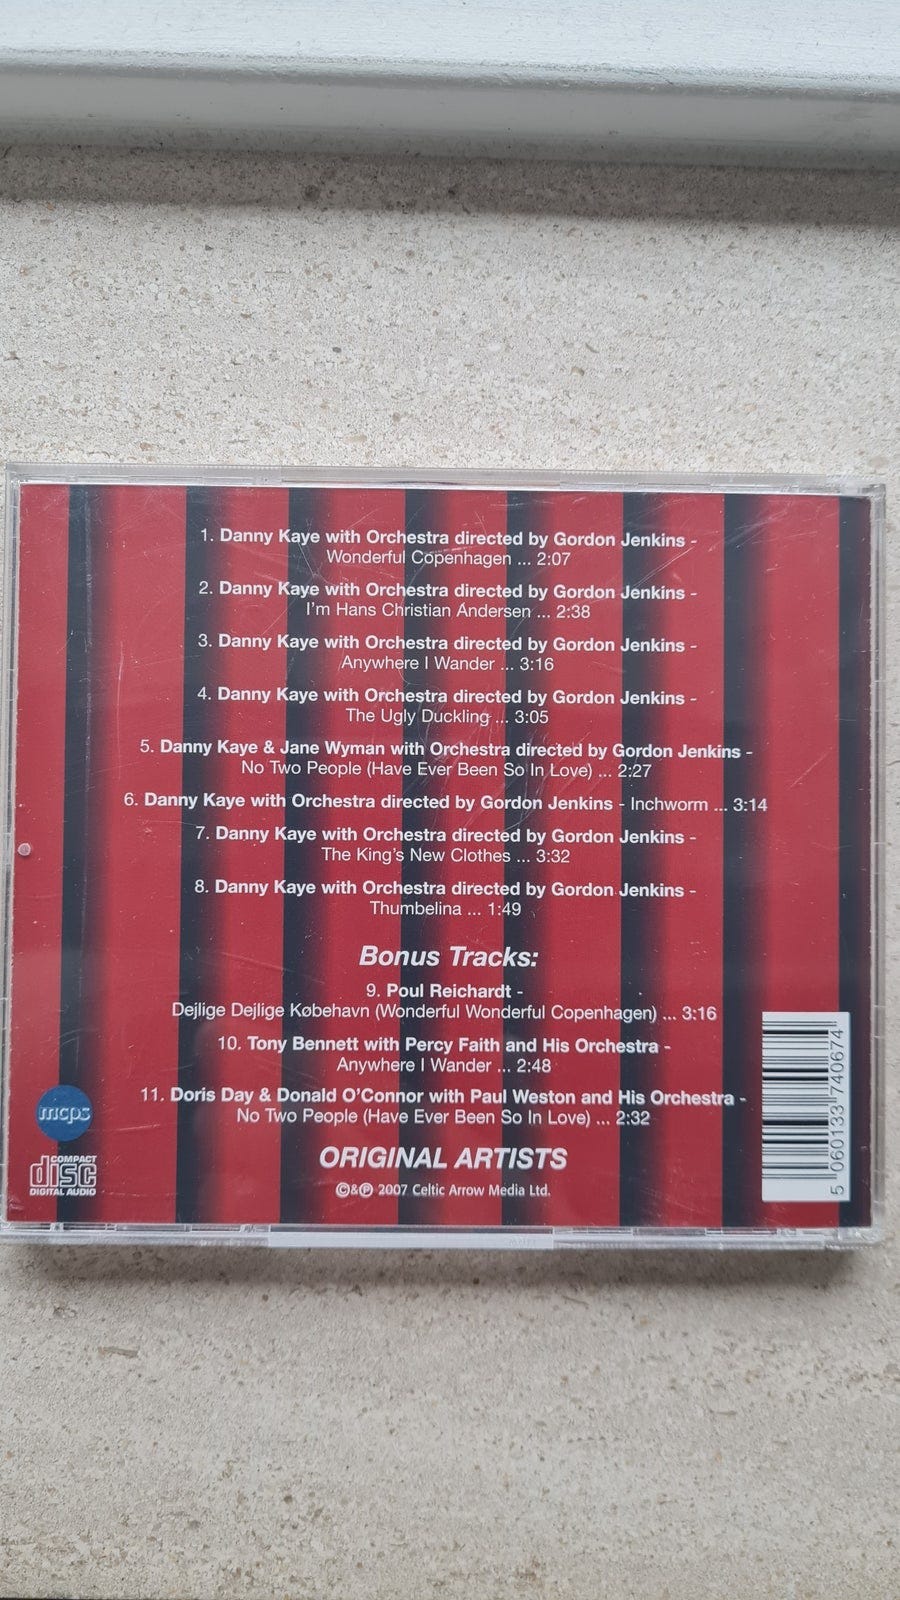 1. Danny Kaye with Orchestra directed by Gordon Jenkins -
Wonderful Copenhagen ... 2:07
2. Danny Kaye with Orchestra directed by Gordon Jenkins -
I'm Hans Christian Andersen ... 2:38
3. Danny Kaye with Orchestra directed by Gordon Jenkins -
Anywhere I Wander ... 3:16
4. Danny Kaye with Orchestra directed by Gordon Jenkins -
The Ugly Duckling ... 3:05
5. Danny Kaye & Jane Wyman with Orchestra directed by Gordon Jenkins -
No Two People (Have Ever Been So In Love) ... 2:27
6. Danny Kaye with Orchestra directed by Gordon Jenkins - Inchworm ... 3:14
7. Danny Kaye with Orchestra directed by Gordon Jenkins -
The King's New Clothes ... 3:32
8. Danny Kaye with Orchestra directed by Gordon Jenkins -
Thumbelina ... 1:49
Bonus Tracks:
9. Poul Reichardt -
Dejlige Dejlige København (Wonderful Wonderful Copenhagen) ... 3:16
10. Tony Bennett with Percy Faith and His Orchestra -
Anywhere I Wander ... 2:48
11. Doris Day & Donald O'Connor with Paul Weston and His Orchestra -
No Two People (Have Ever Been So In Love) ... 2:32
ORIGINAL ARTISTS
©&℗ 2007 Celtic Arrow Media Ltd.
mcps
COMPACT
disc
DIGITAL AUDIO
5 060133 740674